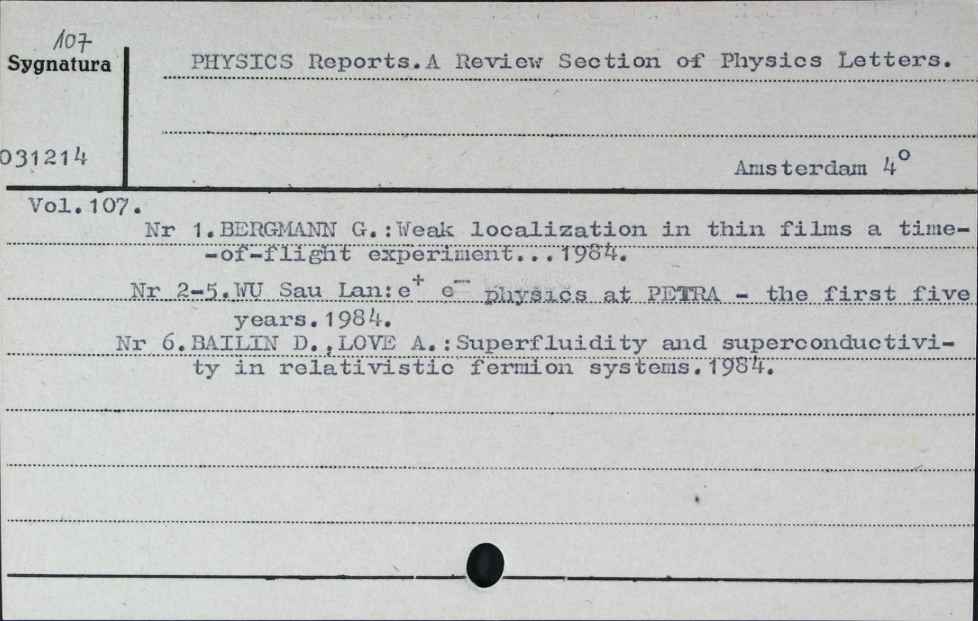 107
Sygnatura
PHYSICS Reports.A Review Section of Physics Letters.
031214
Amsterdam 4º
Vol.107.
Nr 1.BERGMANN G.:Weak localization in thin films a time-
-of-flight experiment...1984.
Nr 2-5.WU Sau Lan:e⁺ e⁻ physics at PETRA - the first five
years.1984.
Nr 6.BAILIN D.,LOVE A.:Superfluidity and superconductivi-
ty in relativistic fermion systems.1984.